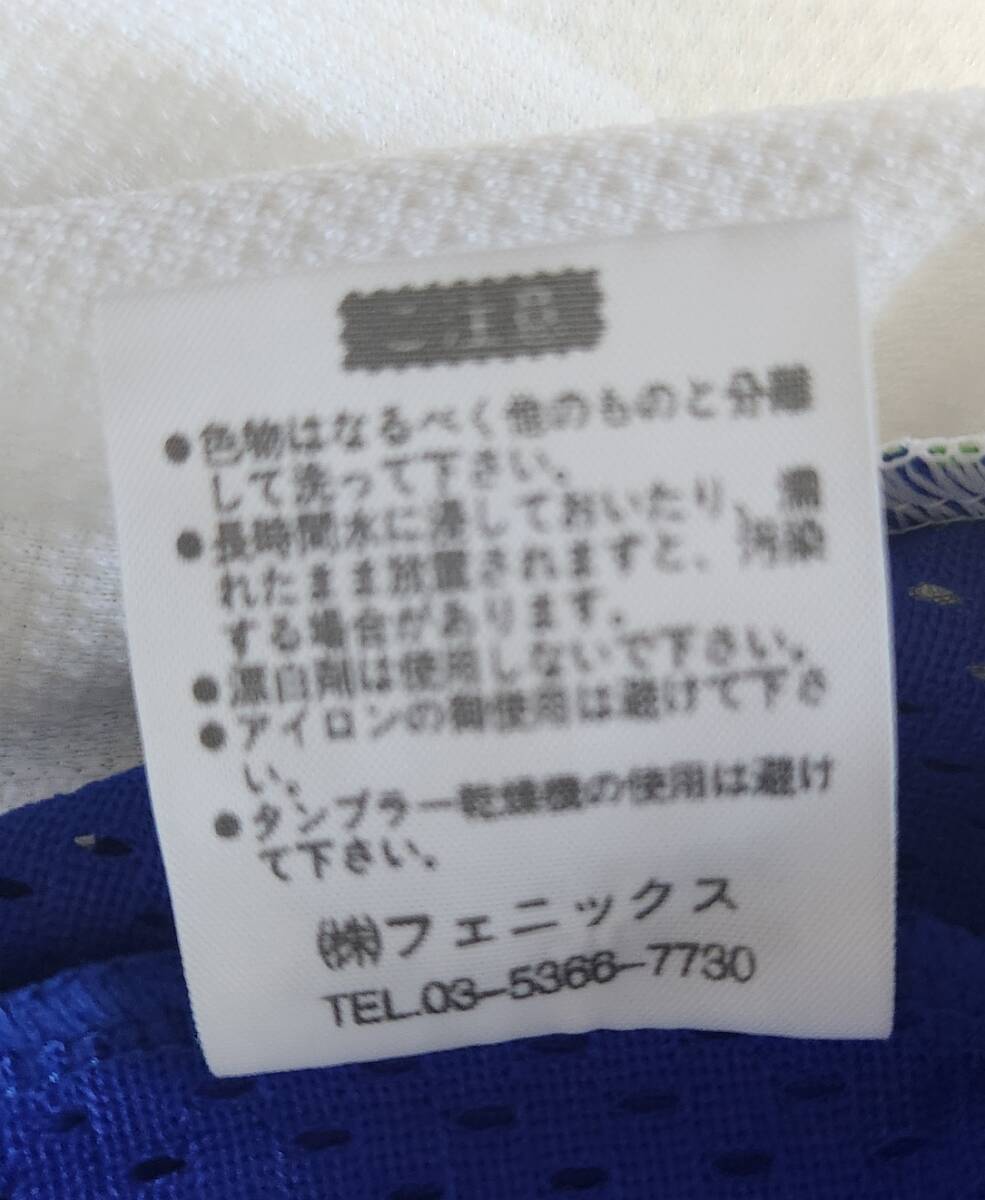 ご注意
●色物はなるべく他のものと分離
して洗って下さい。
●長時間水に浸しておいたり、濡
れたまま放置されますと、汚染
する場合があります。
●漂白剤は使用しないで下さい。
●アイロンの御使用は避けて下さ
い。
●タンブラー乾燥機の使用は避け
て下さい。
㈱フェニックス
TEL.03-5366-7730